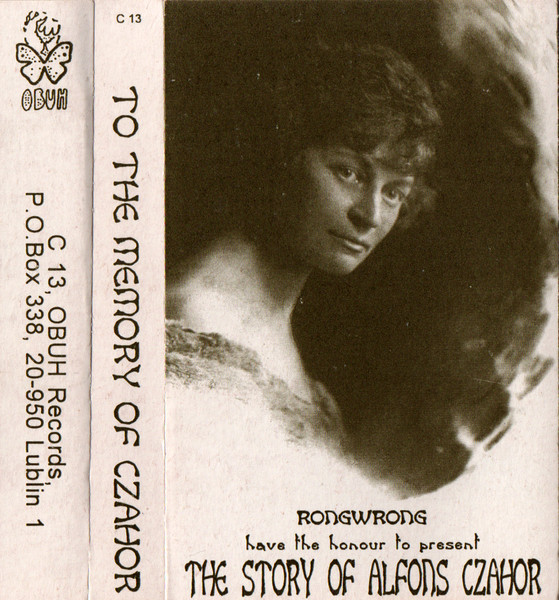 OBUH
C 13, OBUH Records,
P.O.Box 338, 20-950 Lublin 1
C 13
TO THE MEMORY OF CZAHOR
RONGWRONG
have the honour to present
THE STORY OF ALFONS CZAHOR